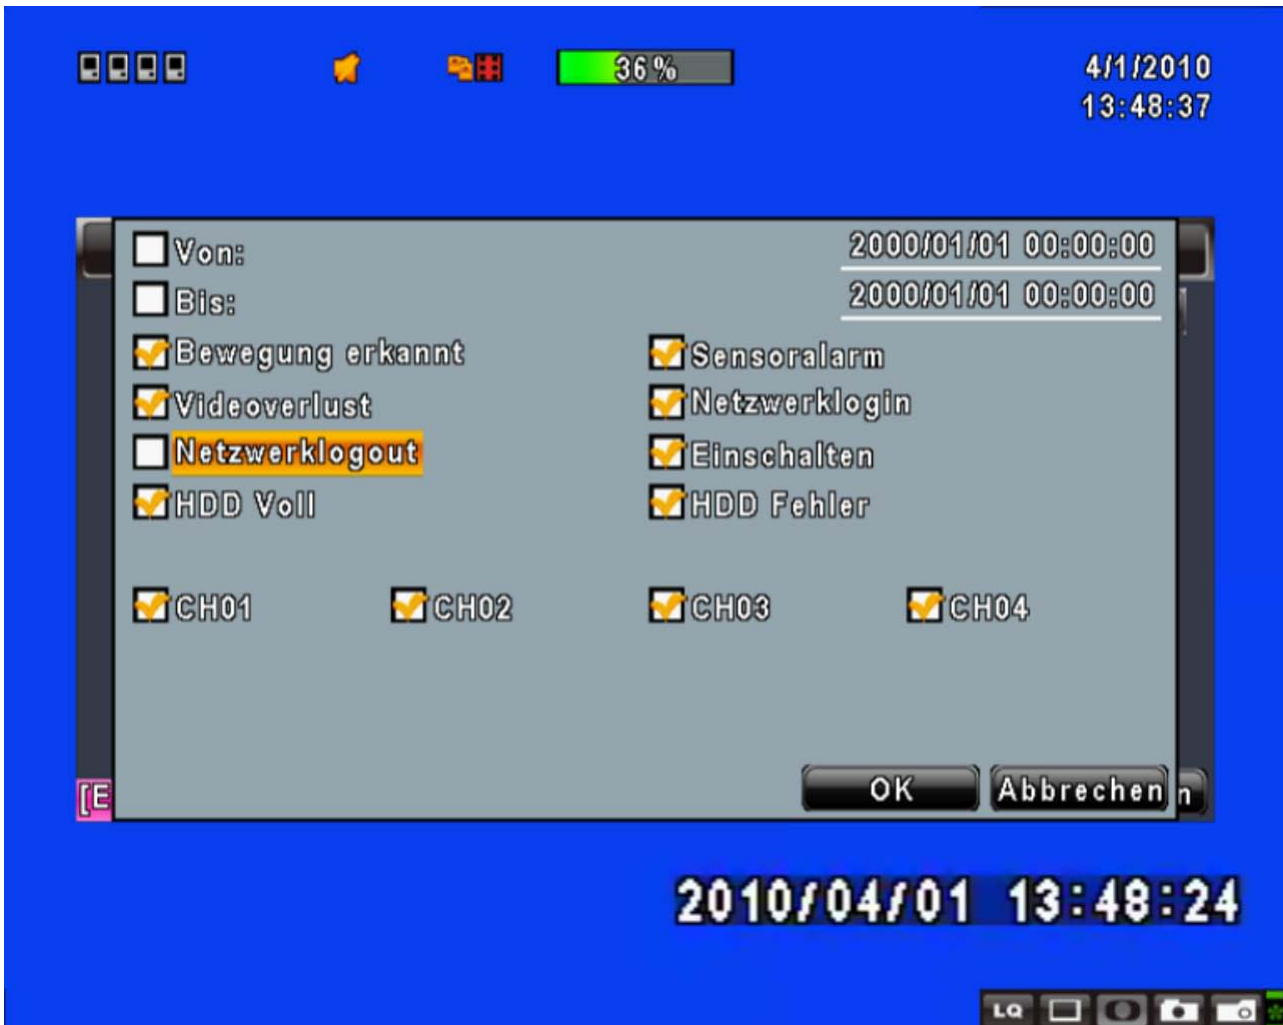 36% 4/1/2010
13:48:37
Von: 2000/01/01 00:00:00
Bis: 2000/01/01 00:00:00
Bewegung erkannt Sensoralarm
Videoverlust Netzwerklogin
Netzwerklogout Einschalten
HDD Voll HDD Fehler
CH01 CH02 CH03 CH04
[E OK Abbrechen n
2010/04/01 13:48:24
LQ